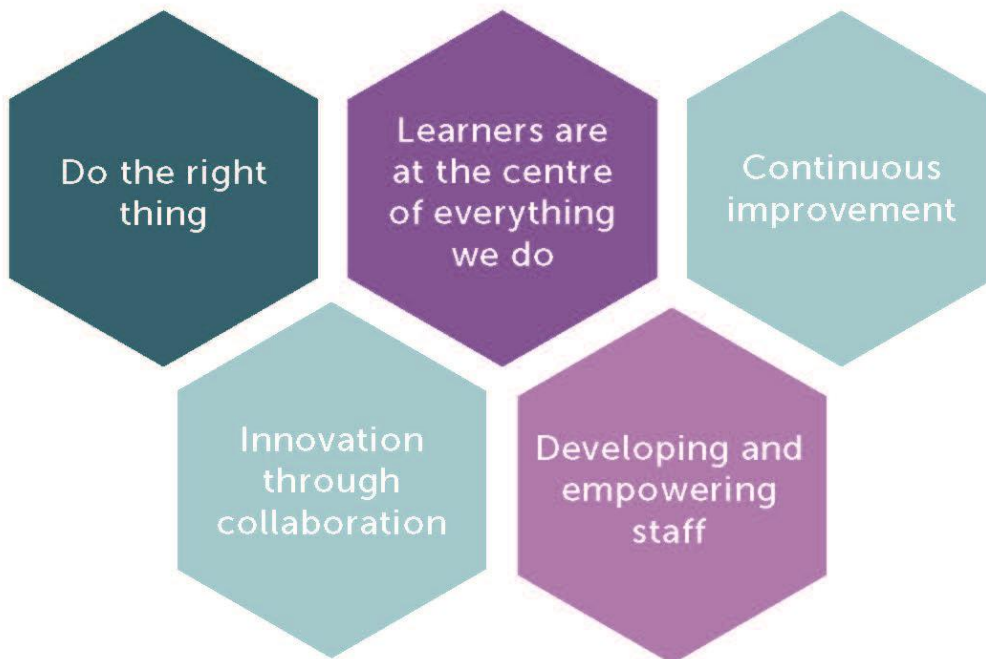 Do the right
thing
Learners are
at the centre
of everything
we do
Continuous
improvement
Innovation
through
collaboration
Developing and
empowering
staff